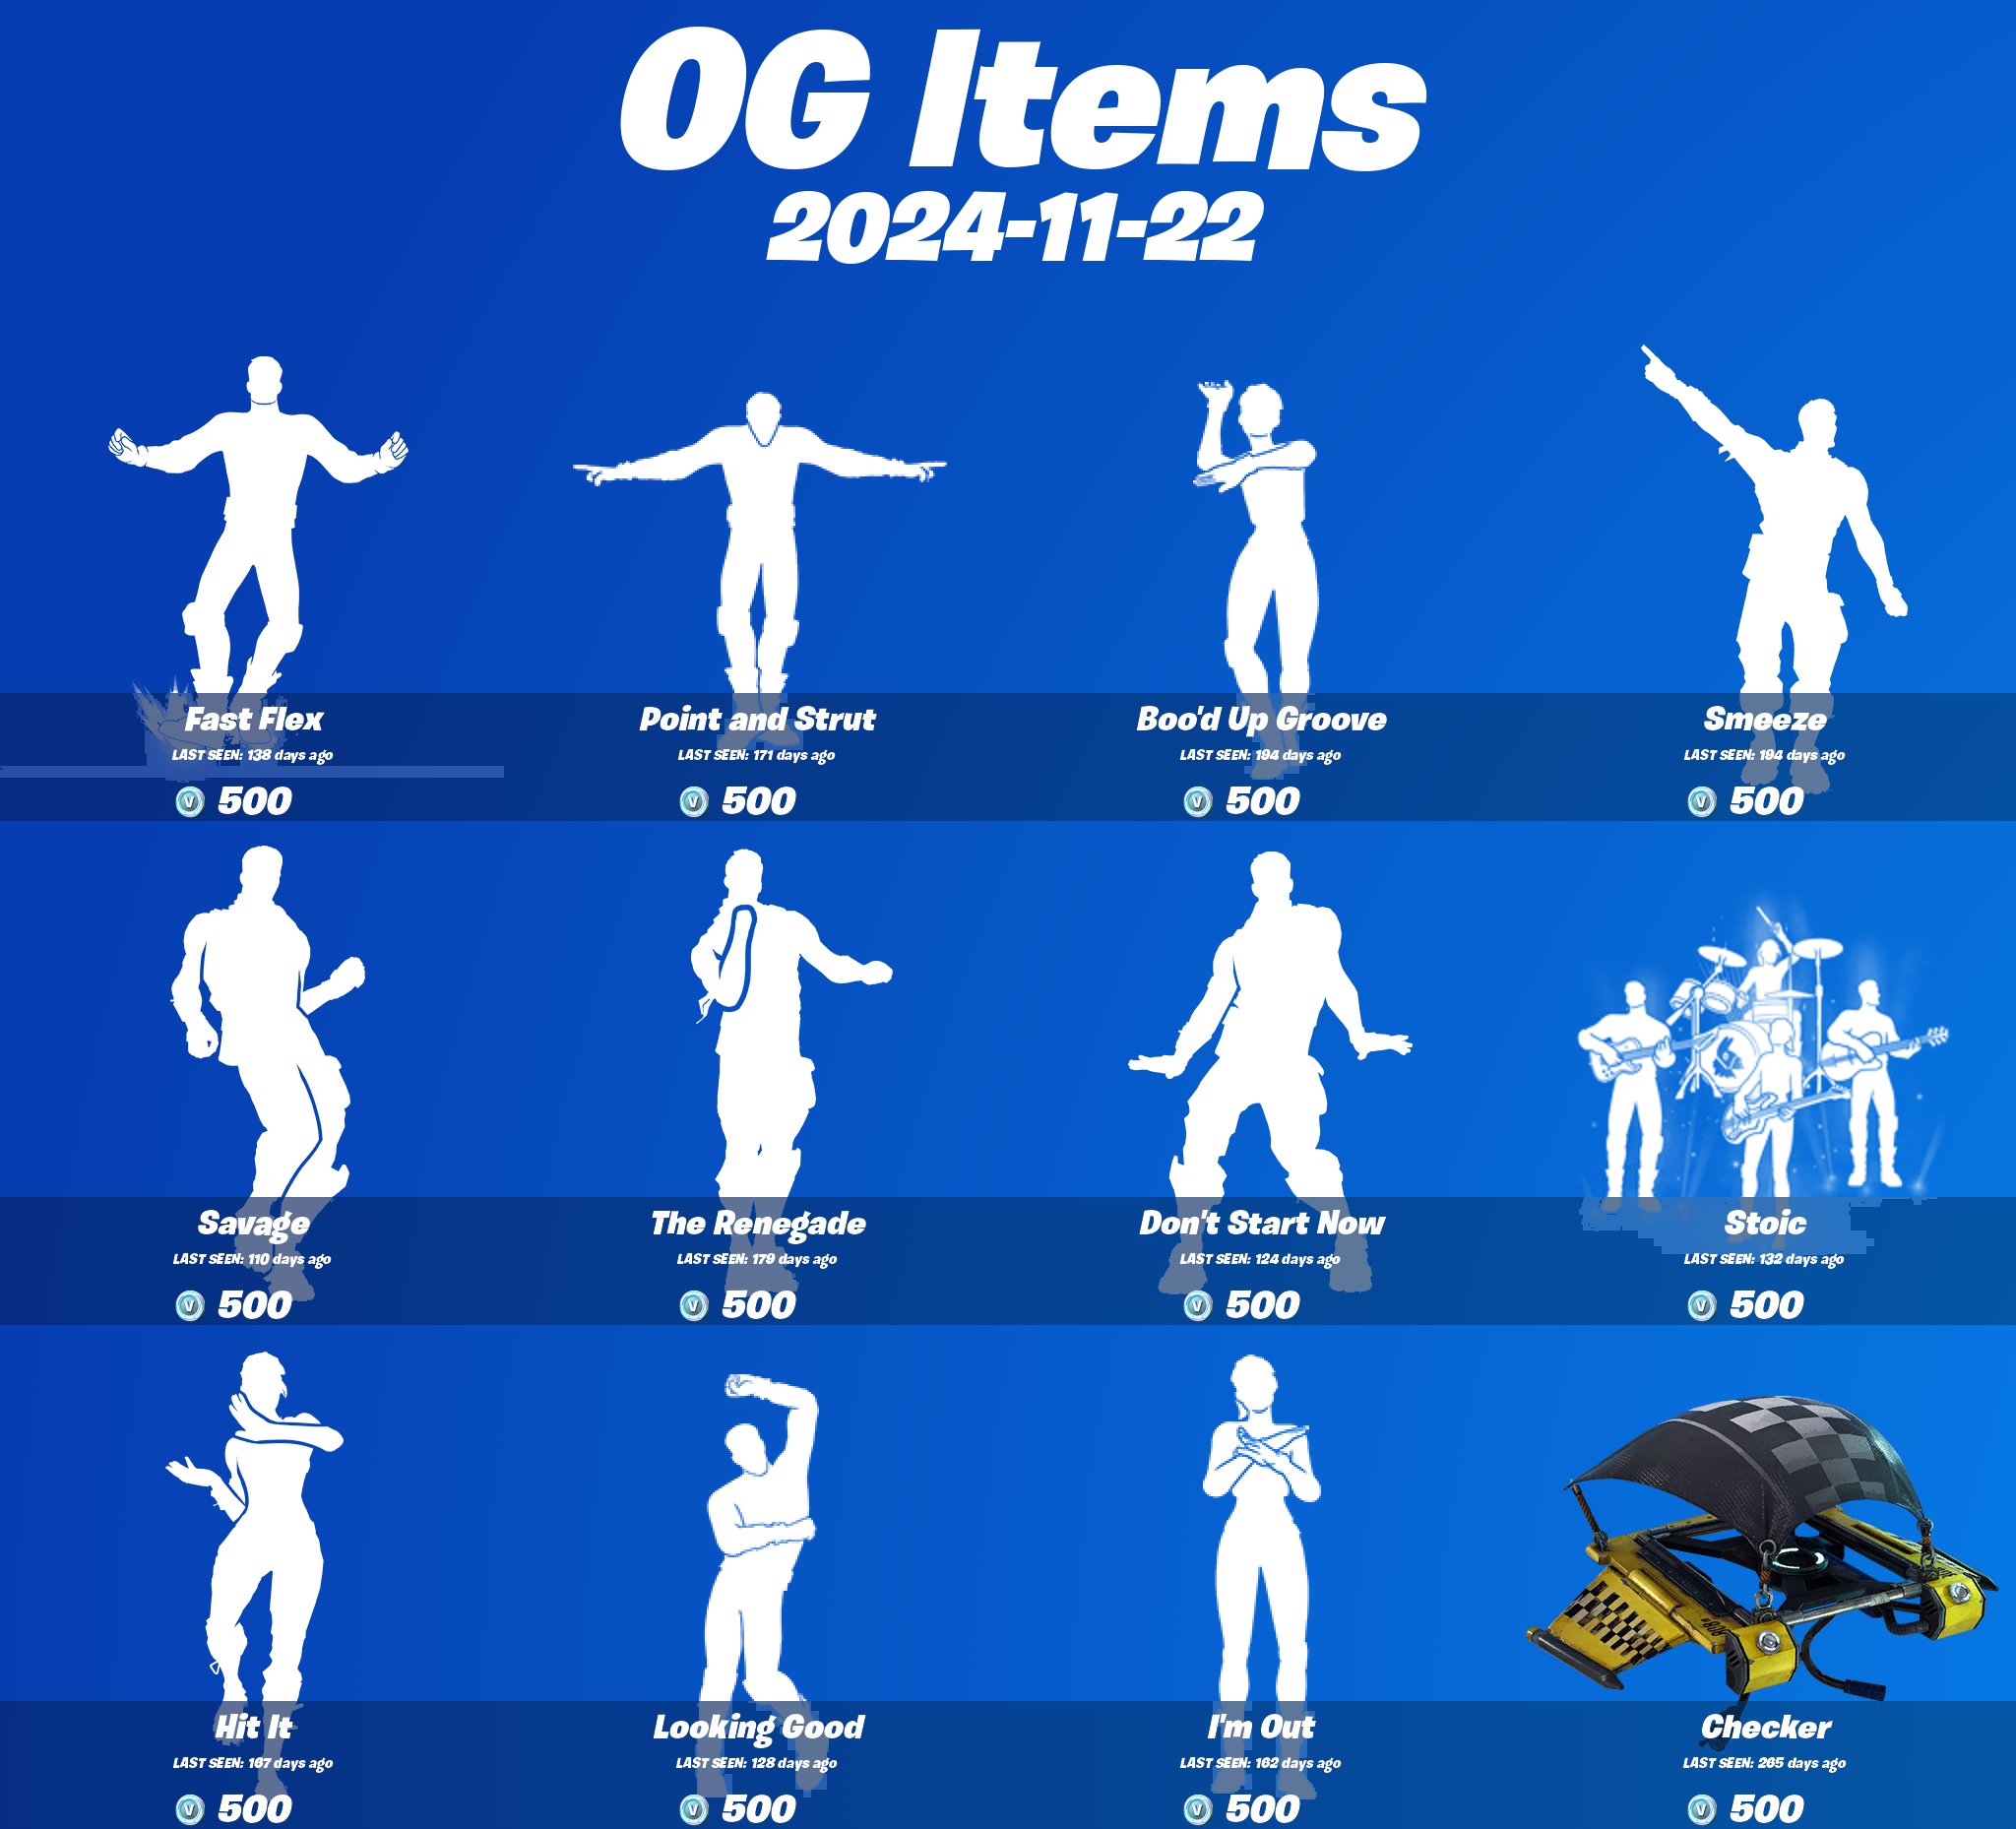 OG Items
2024-11-22
Fast Flex
LAST SEEN: 138 days ago
500
Point and Strut
LAST SEEN: 171 days ago
500
Boo'd Up Groove
LAST SEEN: 194 days ago
500
Smeeze
LAST SEEN: 194 days ago
500
Savage
LAST SEEN: 110 days ago
500
The Renegade
LAST SEEN: 179 days ago
500
Don't Start Now
LAST SEEN: 124 days ago
500
Stoic
LAST SEEN: 132 days ago
500
Hit It
LAST SEEN: 167 days ago
500
Looking Good
LAST SEEN: 128 days ago
500
I'm Out
LAST SEEN: 162 days ago
500
Checker
LAST SEEN: 265 days ago
500